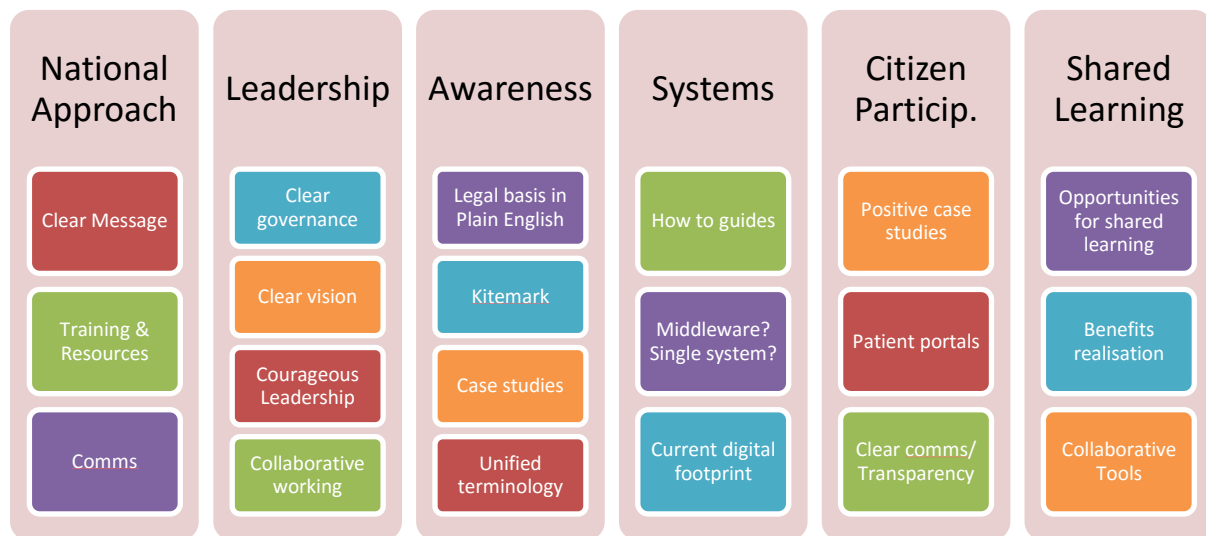 National
Approach
Clear Message
Training &
Resources
Comms
Leadership
Clear
governance
Clear vision
Courageous
Leadership
Collaborative
working
Awareness
Legal basis in
Plain English
Kitemark
Case studies
Unified
terminology
Systems
How to guides
Middleware?
Single system?
Current digital
footprint
Citizen
Particip.
Positive case
studies
Patient portals
Clear comms/
Transparency
Shared
Learning
Opportunities
for shared
learning
Benefits
realisation
Collaborative
Tools